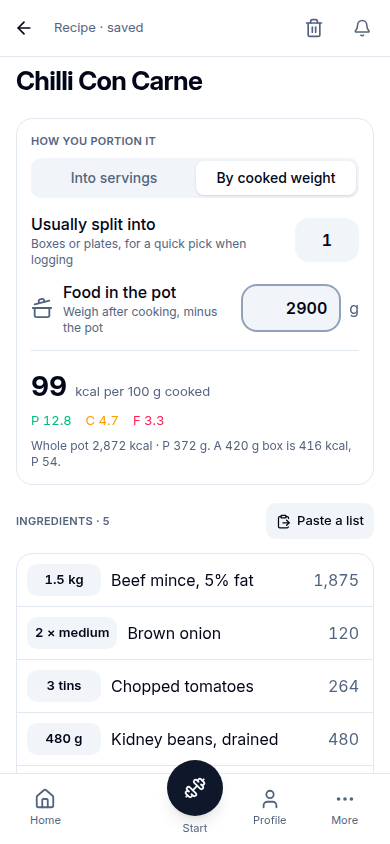 Recipe · saved
Chilli Con Carne
HOW YOU PORTION IT
Into servings
By cooked weight
Usually split into
Boxes or plates, for a quick pick when
logging
1
Food in the pot
Weigh after cooking, minus
the pot
2900
g
99 kcal per 100 g cooked
P 12.8 C 4.7 F 3.3
Whole pot 2,872 kcal · P 372 g. A 420 g box is 416 kcal,
P 54.
INGREDIENTS · 5
Paste a list
1.5 kg Beef mince, 5% fat 1,875
2 × medium Brown onion 120
3 tins Chopped tomatoes 264
480 g Kidney beans, drained 480
Home
Start
Profile
More